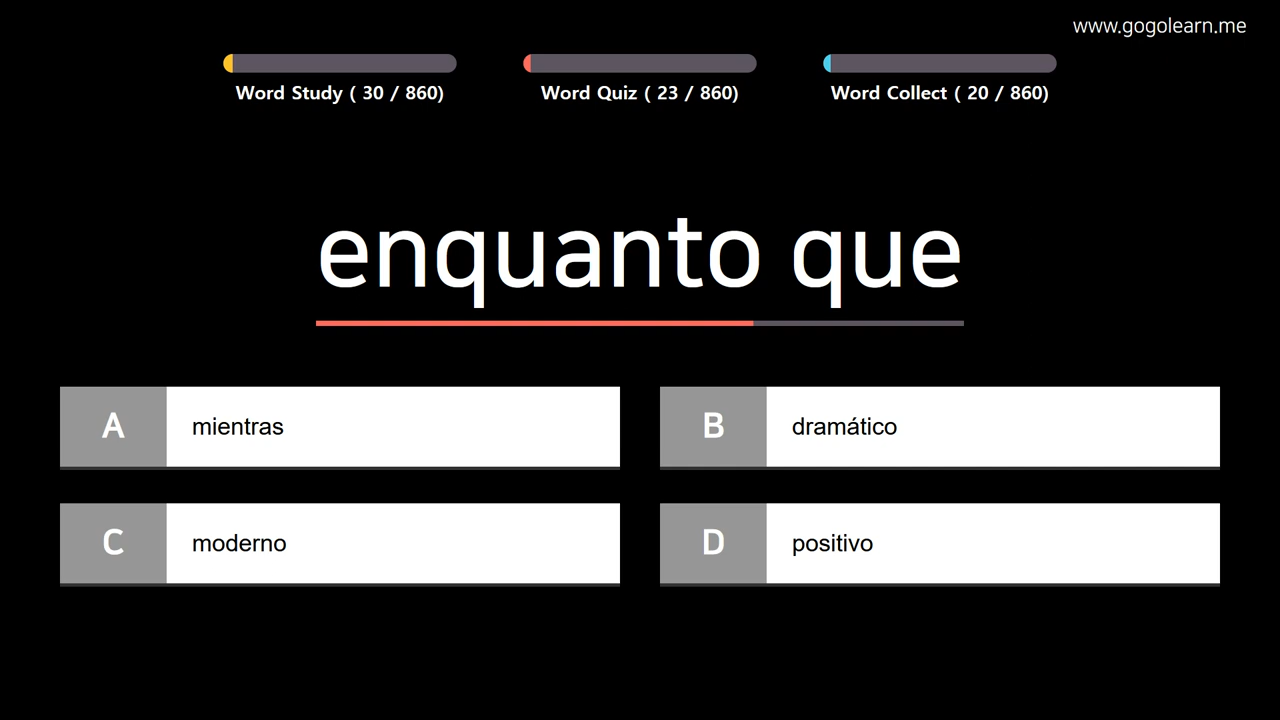 www.gogolearn.me
Word Study ( 30 / 860)
Word Quiz ( 23 / 860)
Word Collect ( 20 / 860)
enquanto que
A
mientras
B
dramático
C
moderno
D
positivo